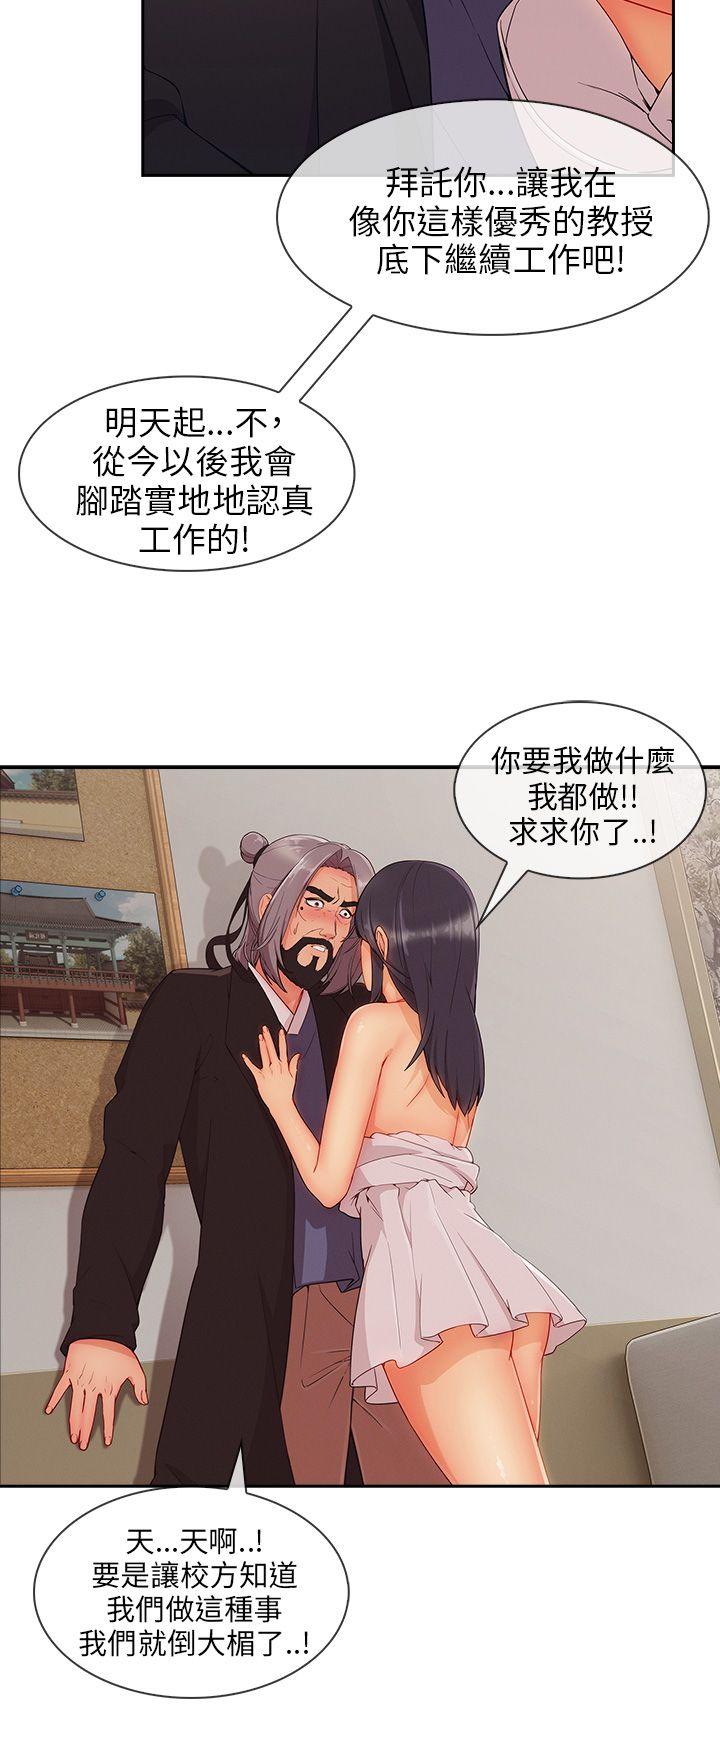 拜託你...讓我在
像你這樣優秀的教授
底下繼續工作吧!
明天起...不,
從今以後我會
腳踏實地地認真
工作的!
你要我做什麼
我都做!!
求求你了..!
天...天啊..!
要是讓校方知道
我們做這種事
我們就倒大楣了..!